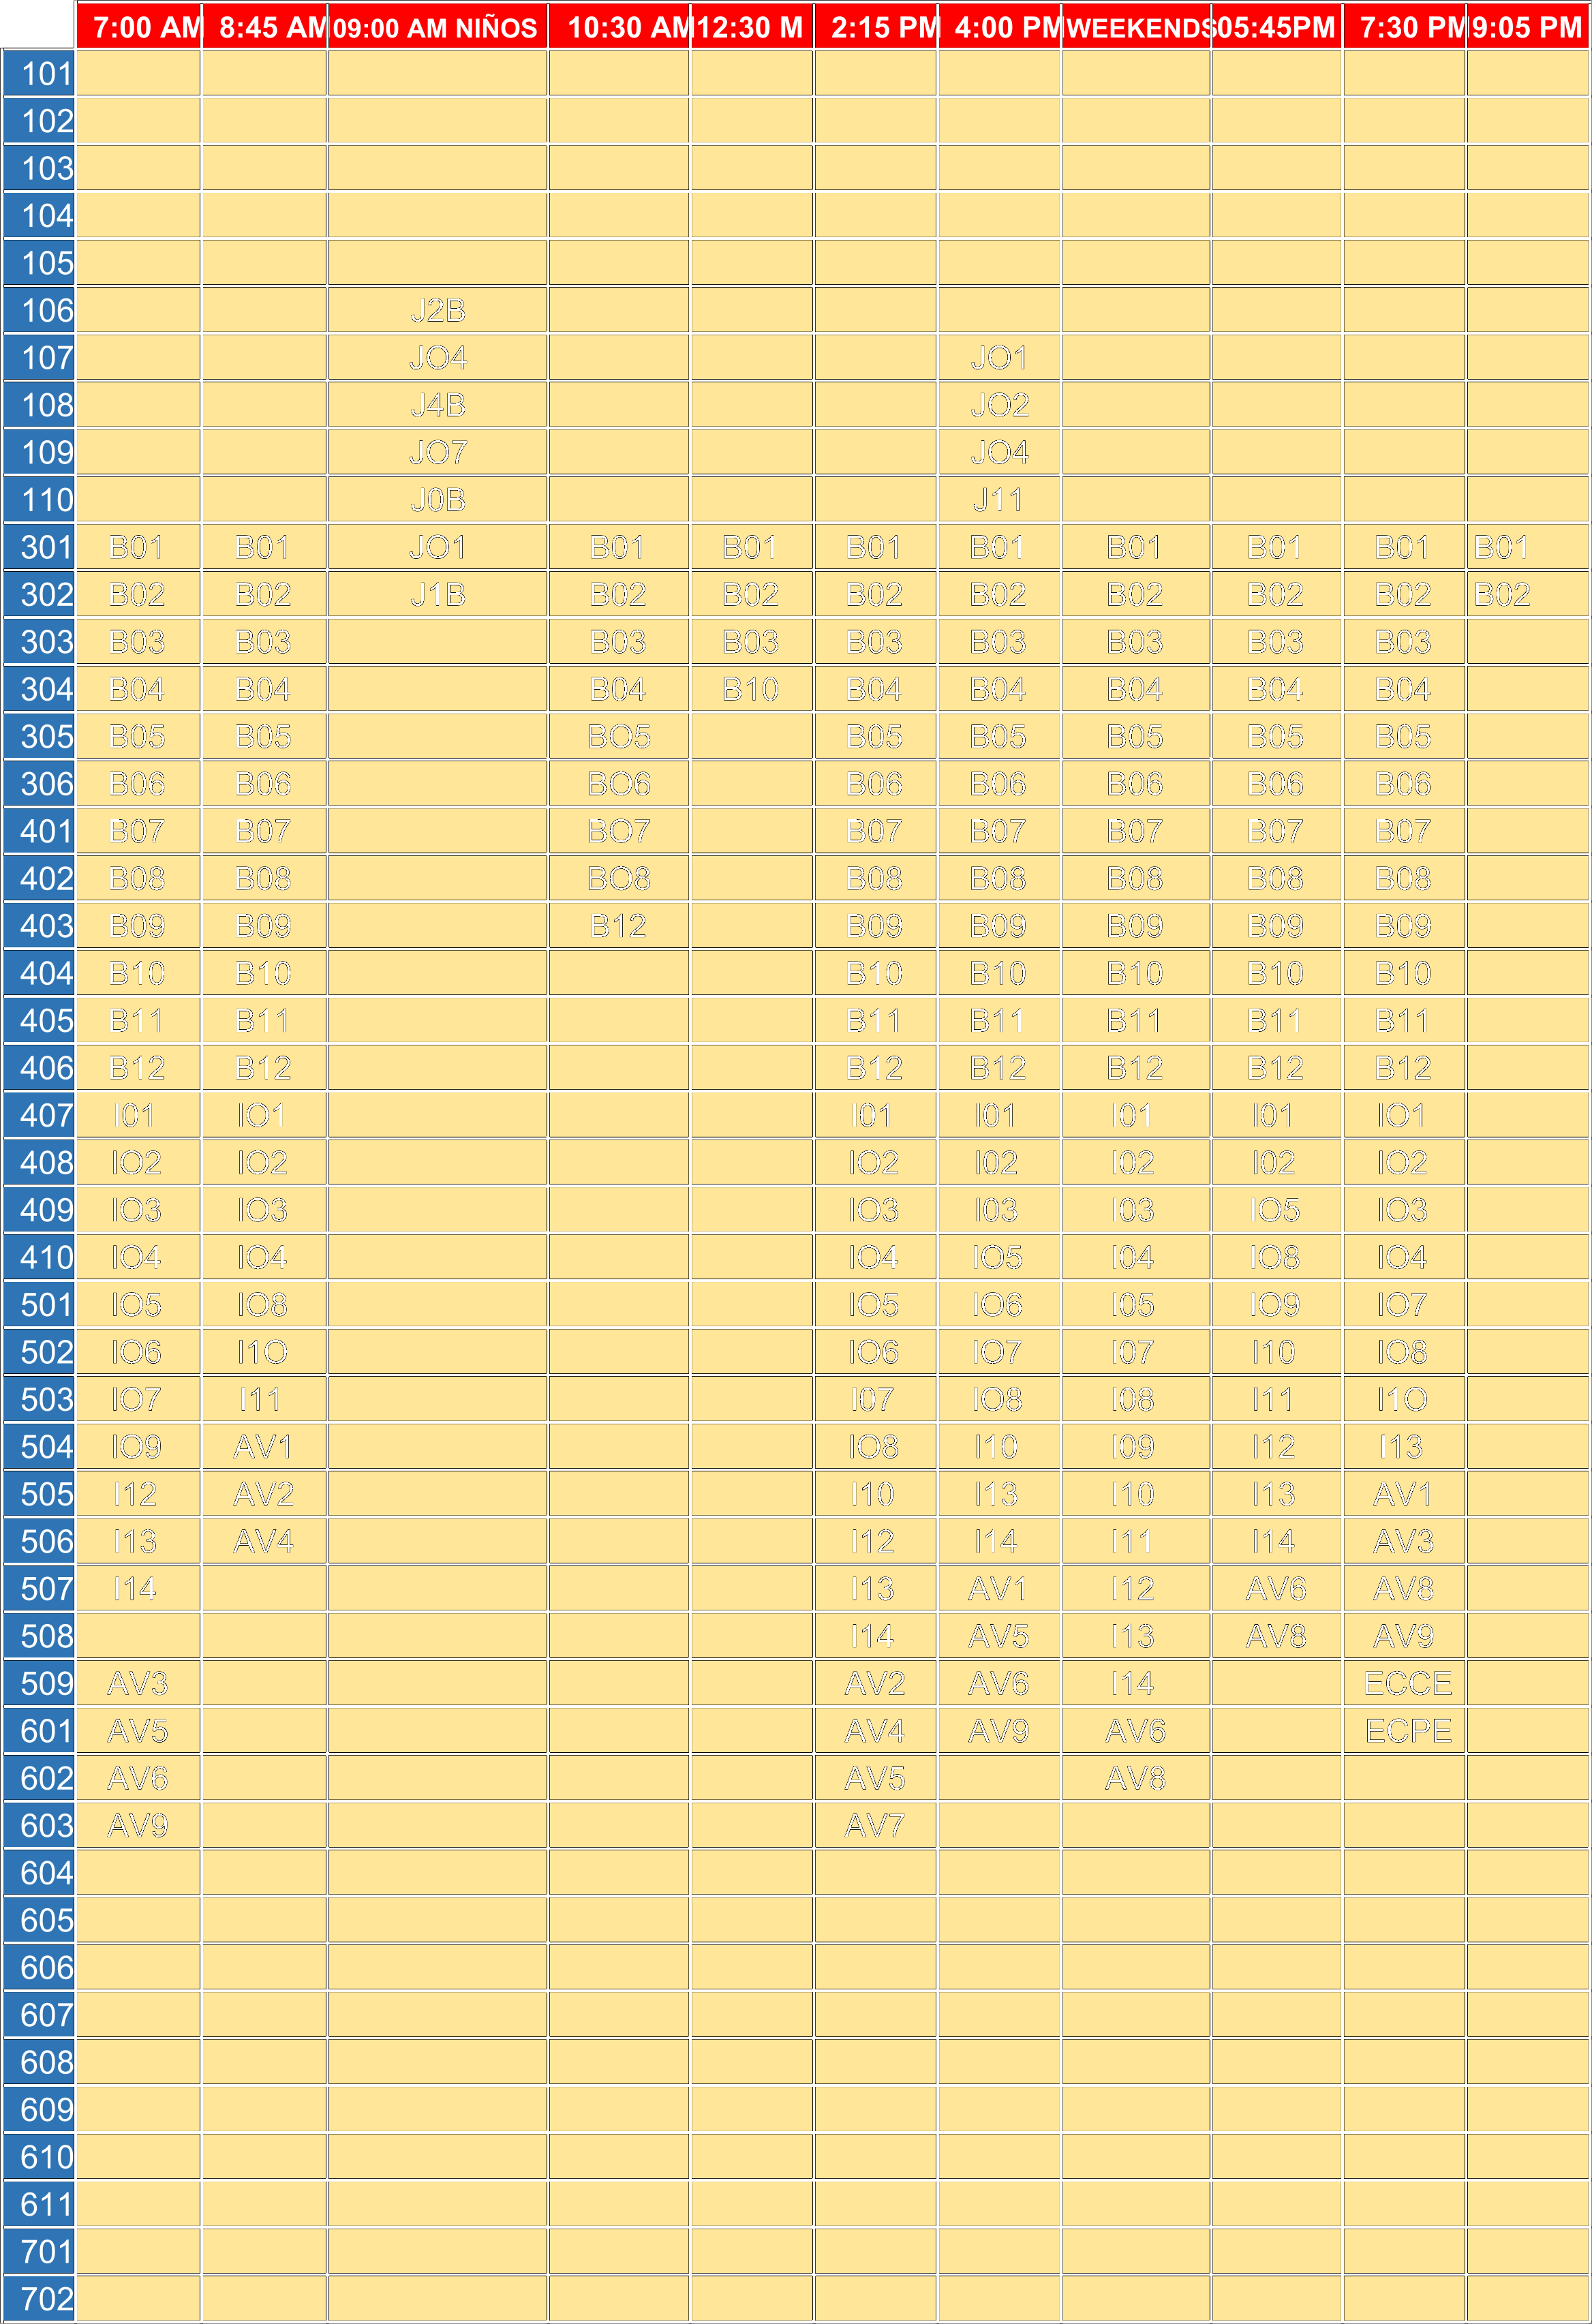 7:00 AM 8:45 AM 09:00 AM NIÑOS 10:30 AM 12:30 M 2:15 PM 4:00 PM WEEKENDS 05:45PM 7:30 PM 9:05 PM
101
102
103
104
105
106 J2B
107 JO4 JO1
108 J4B JO2
109 JO7 JO4
110 J0B J11
301 B01 B01 JO1 B01 B01 B01 B01 B01 B01 B01 B01
302 B02 B02 J1B B02 B02 B02 B02 B02 B02 B02 B02
303 B03 B03 B03 B03 B03 B03 B03 B03 B03
304 B04 B04 B04 B10 B04 B04 B04 B04 B04
305 B05 B05 BO5 B05 B05 B05 B05 B05
306 B06 B06 BO6 B06 B06 B06 B06 B06
401 B07 B07 BO7 B07 B07 B07 B07 B07
402 B08 B08 BO8 B08 B08 B08 B08 B08
403 B09 B09 B12 B09 B09 B09 B09 B09
404 B10 B10 B10 B10 B10 B10 B10
405 B11 B11 B11 B11 B11 B11 B11
406 B12 B12 B12 B12 B12 B12 B12
407 I01 IO1 I01 I01 I01 I01 IO1
408 IO2 IO2 IO2 I02 I02 I02 IO2
409 IO3 IO3 IO3 I03 I03 IO5 IO3
410 IO4 IO4 IO4 IO5 I04 IO8 IO4
501 IO5 IO8 IO5 IO6 I05 IO9 IO7
502 IO6 I1O IO6 IO7 I07 I10 IO8
503 IO7 I11 I07 IO8 I08 I11 I1O
504 IO9 AV1 IO8 I10 I09 I12 I13
505 I12 AV2 I10 I13 I10 I13 AV1
506 I13 AV4 I12 I14 I11 I14 AV3
507 I14 I13 AV1 I12 AV6 AV8
508 I14 AV5 I13 AV8 AV9
509 AV3 AV2 AV6 I14 ECCE
601 AV5 AV4 AV9 AV6 ECPE
602 AV6 AV5 AV8
603 AV9 AV7
604
605
606
607
608
609
610
611
701
702